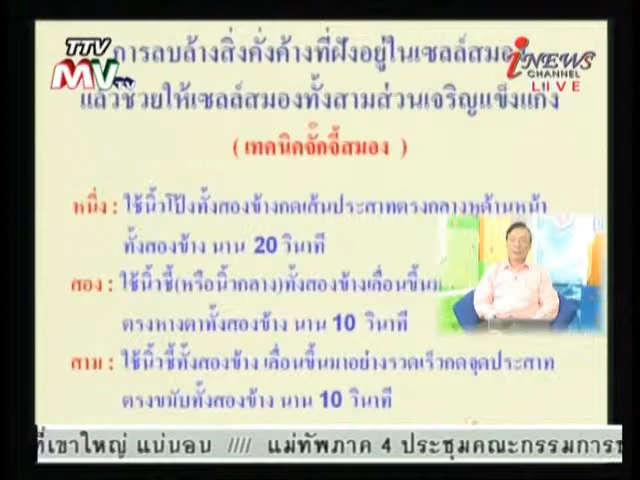 TTV
MV TV
iNEWS
CHANNEL
LIVE
การลบล้างสิ่งคั่งค้างที่ฝังอยู่ในเซลล์สมอง
แล้วช่วยให้เซลล์สมองทั้งสามส่วนเจริญแข็งแกง
( เทคนิคจั๊กจี้สมอง )
หนึ่ง : ใช้นิ้วโป้งทั้งสองข้างกดเส้นประสาทตรงกลางหูด้านหน้า
ทั้งสองข้าง นาน 20 วินาที
สอง : ใช้นิ้วชี้(หรือนิ้วกลาง)ทั้งสองข้างเลื่อนขึ้นม
ตรงหางตาทั้งสองข้าง นาน 10 วินาที
สาม : ใช้นิ้วชี้ทั้งสองข้าง เลื่อนขึ้นมาอย่างรวดเร็วกดจุดประสาท
ตรงขมับทั้งสองข้าง นาน 10 วินาที
ที่เขาใหญ่ แน่นอน //// แม่ทัพภาค 4 ประชุมคณะกรรมการ